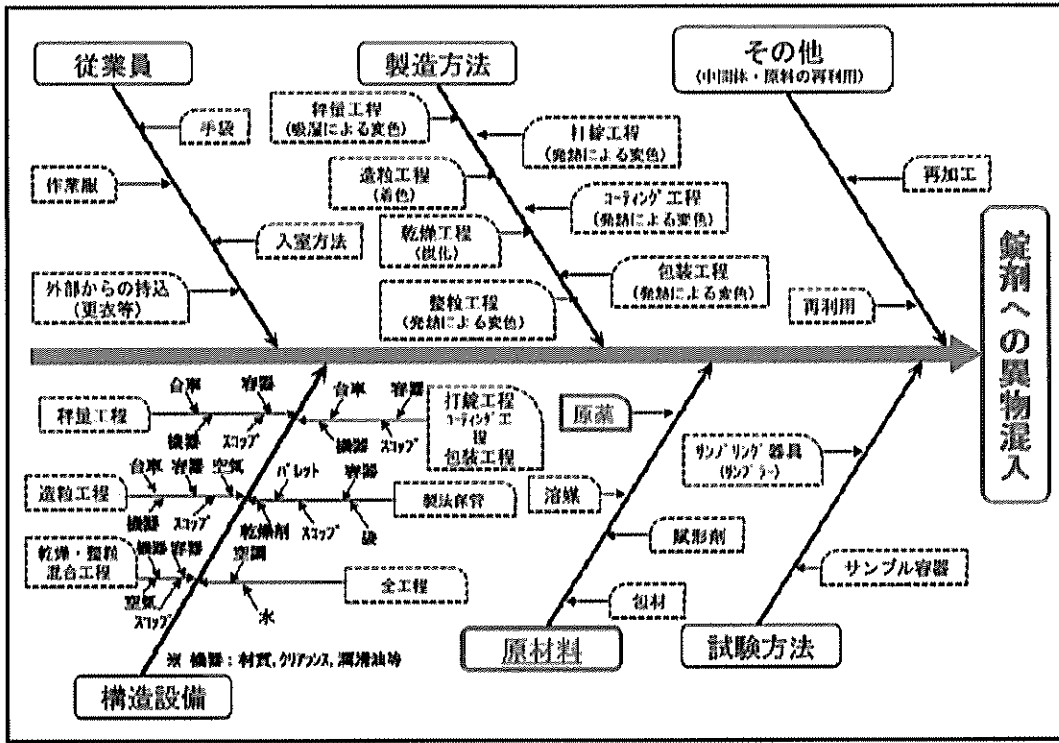 従業員
製造方法
その他
(中間体・原料の再利用)
手袋
作業服
入室方法
外部からの持込
(更衣等)
秤量工程
(吸湿による変色)
打錠工程
(発熱による変色)
造粒工程
(着色)
コーティング工程
(発熱による変色)
乾燥工程
(炭化)
包装工程
(発熱による変色)
整粒工程
(発熱による変色)
再加工
再利用
錠剤への異物混入
秤量工程
台車
容器
機器
スコップ
台車
容器
機器
スコップ
打錠工程
コーティング工
程
包装工程
造粒工程
台車
容器
空気
機器
スコップ
パレット
容器
乾燥剤
スコップ
袋
製法保管
乾燥・整粒
混合工程
機器
容器
空気
スコップ
空調
水
全工程
※ 機器:材質,クリアランス,潤滑油等
構造設備
原薬
溶媒
賦形剤
包材
原材料
サンプリング器具
(サンプラー)
サンプル容器
試験方法